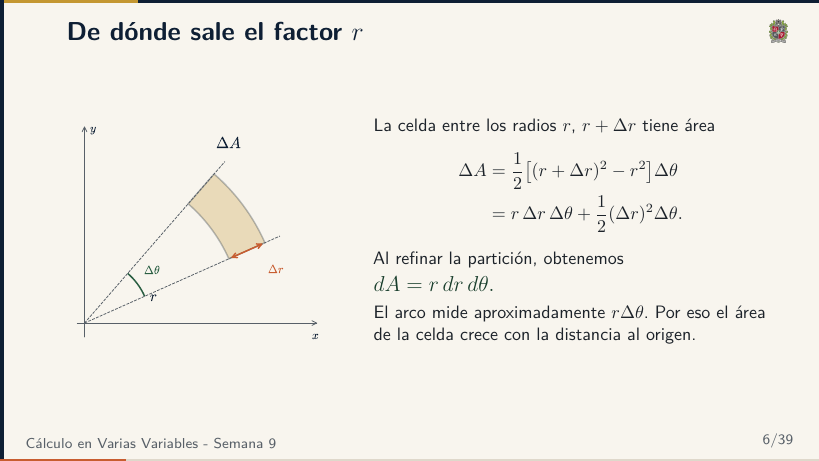 De dónde sale el factor r
y
ΔA
Δθ
r
Δr
x
La celda entre los radios r, r + Δr tiene área
ΔA = 1/2 [(r + Δr)² − r²]Δθ
= r Δr Δθ + 1/2 (Δr)²Δθ.
Al refinar la partición, obtenemos
dA = r dr dθ.
El arco mide aproximadamente rΔθ. Por eso el área
de la celda crece con la distancia al origen.
Cálculo en Varias Variables - Semana 9
6/39